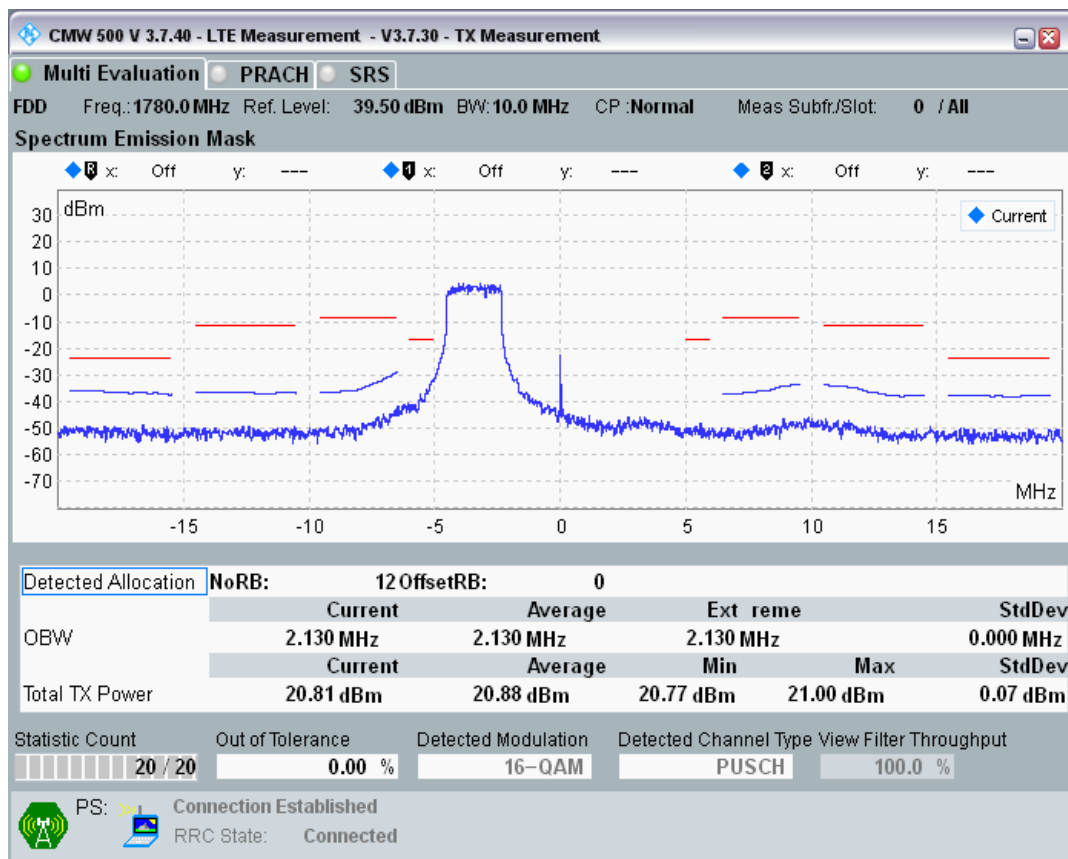 CMW 500 V 3.7.40 - LTE Measurement - V3.7.30 - TX Measurement
Multi Evaluation PRACH SRS
FDD Freq.: 1780.0 MHz Ref. Level: 39.50 dBm BW: 10.0 MHz CP :Normal Meas Subfr./Slot: 0 / All
Spectrum Emission Mask
R x: Off y: --- 1 x: Off y: --- 2 x: Off y: ---
dBm
Current
30
20
10
0
-10
-20
-30
-40
-50
-60
-70
MHz
-15 -10 -5 0 5 10 15
Detected Allocation NoRB: 12 OffsetRB: 0
Current Average Ext reme StdDev
OBW 2.130 MHz 2.130 MHz 2.130 MHz 0.000 MHz
Current Average Min Max StdDev
Total TX Power 20.81 dBm 20.88 dBm 20.77 dBm 21.00 dBm 0.07 dBm
Statistic Count Out of Tolerance Detected Modulation Detected Channel Type View Filter Throughput
20 / 20 0.00 % 16-QAM PUSCH 100.0 %
PS: Connection Established
RRC State: Connected